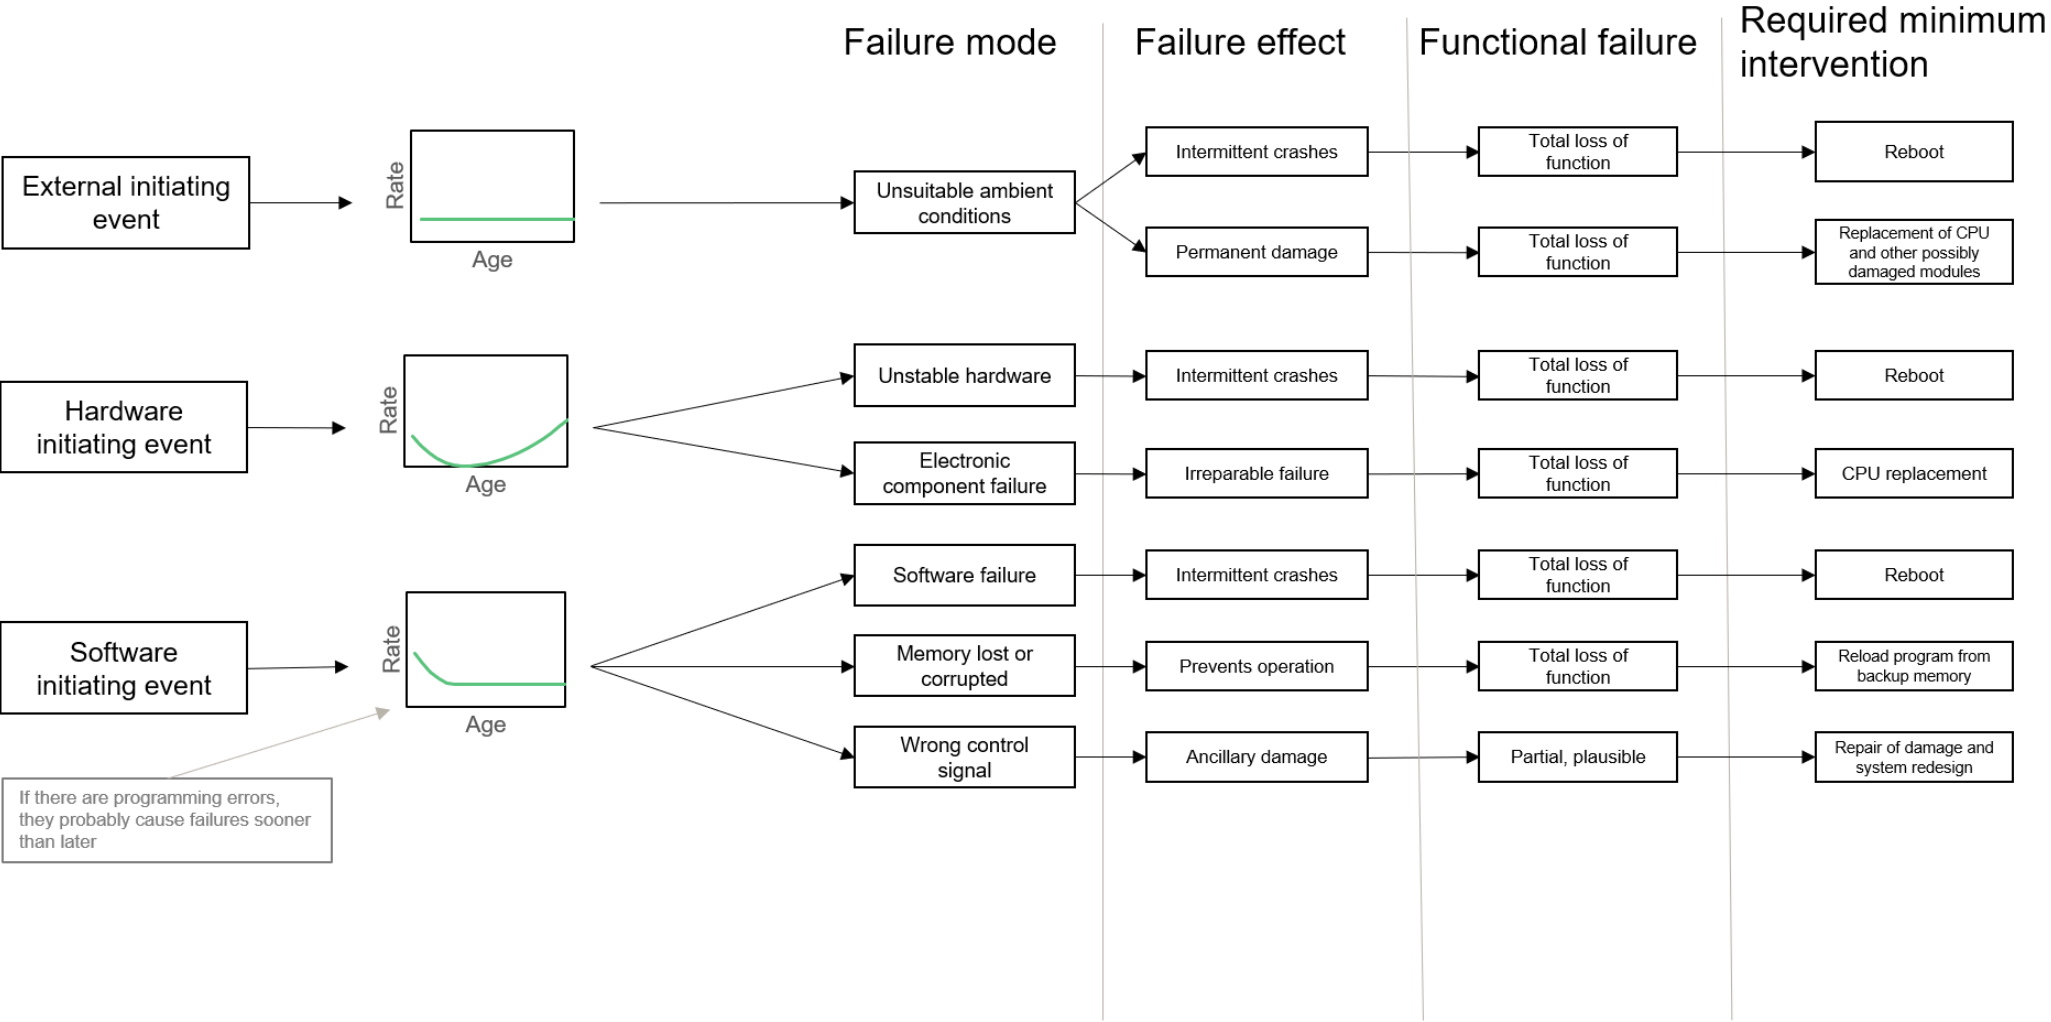 Failure mode
Failure effect
Functional failure
Required minimum
intervention
External initiating
event
Rate
Age
Unsuitable ambient
conditions
Intermittent crashes
Total loss of
function
Reboot
Permanent damage
Total loss of
function
Replacement of CPU
and other possibly
damaged modules
Hardware
initiating event
Rate
Age
Unstable hardware
Intermittent crashes
Total loss of
function
Reboot
Electronic
component failure
Irreparable failure
Total loss of
function
CPU replacement
Software
initiating event
Rate
Age
Software failure
Intermittent crashes
Total loss of
function
Reboot
Memory lost or
corrupted
Prevents operation
Total loss of
function
Reload program from
backup memory
Wrong control
signal
Ancillary damage
Partial, plausible
Repair of damage and
system redesign
If there are programming errors,
they probably cause failures sooner
than later